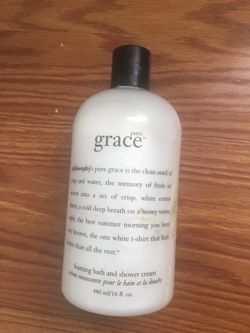 pure
grace™
philosophy's pure grace is the clean smell of
soap and water, the memory of fresh air
woven into a set of crisp, white cotton
a cold deep breath on a snowy winter
night, the best summer morning you have
ever known, the one white t-shirt that feels
better than all the rest.™
foaming bath and shower cream
crème moussante pour le bain et la douche
480 ml/16 fl. oz.